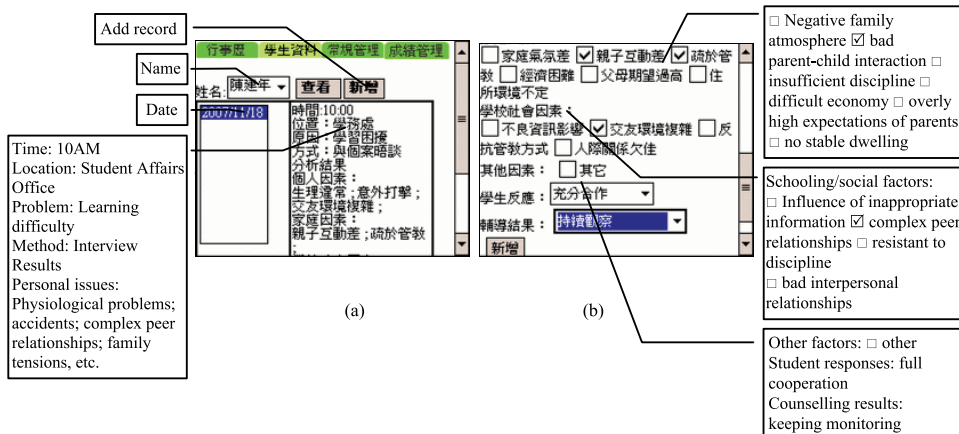 Add record
Name
Date
Time: 10AM
Location: Student Affairs
Office
Problem: Learning
difficulty
Method: Interview
Results
Personal issues:
Physiological problems;
accidents; complex peer
relationships; family
tensions, etc.
行事歷 學生資料 常規管理 成績管理
姓名: 陳建年 查看 新增
2007/11/18
時間:10:00
位置：學務處
原因：學習困擾
方式：與個案晤談
分析結果
個人因素：
生理違常；意外打擊；
交友環境複雜；
家庭因素：
親子互動差；疏於管教
；
(a)
□家庭氣氛差 ☑親子互動差 ☑疏於管
教 □經濟困難 □父母期望過高 □住
所環境不定
學校社會因素：
□不良資訊影響 ☑交友環境複雜 □反
抗管教方式 □人際關係欠佳
其他因素： □其它
學生反應： 充分合作
輔導結果： 持續觀察
新增
(b)
□ Negative family
atmosphere ☑ bad
parent-child interaction □
insufficient discipline □
difficult economy □ overly
high expectations of parents
□ no stable dwelling
Schooling/social factors:
□ Influence of inappropriate
information ☑ complex peer
relationships □ resistant to
discipline
□ bad interpersonal
relationships
Other factors: □ other
Student responses: full
cooperation
Counselling results:
keeping monitoring